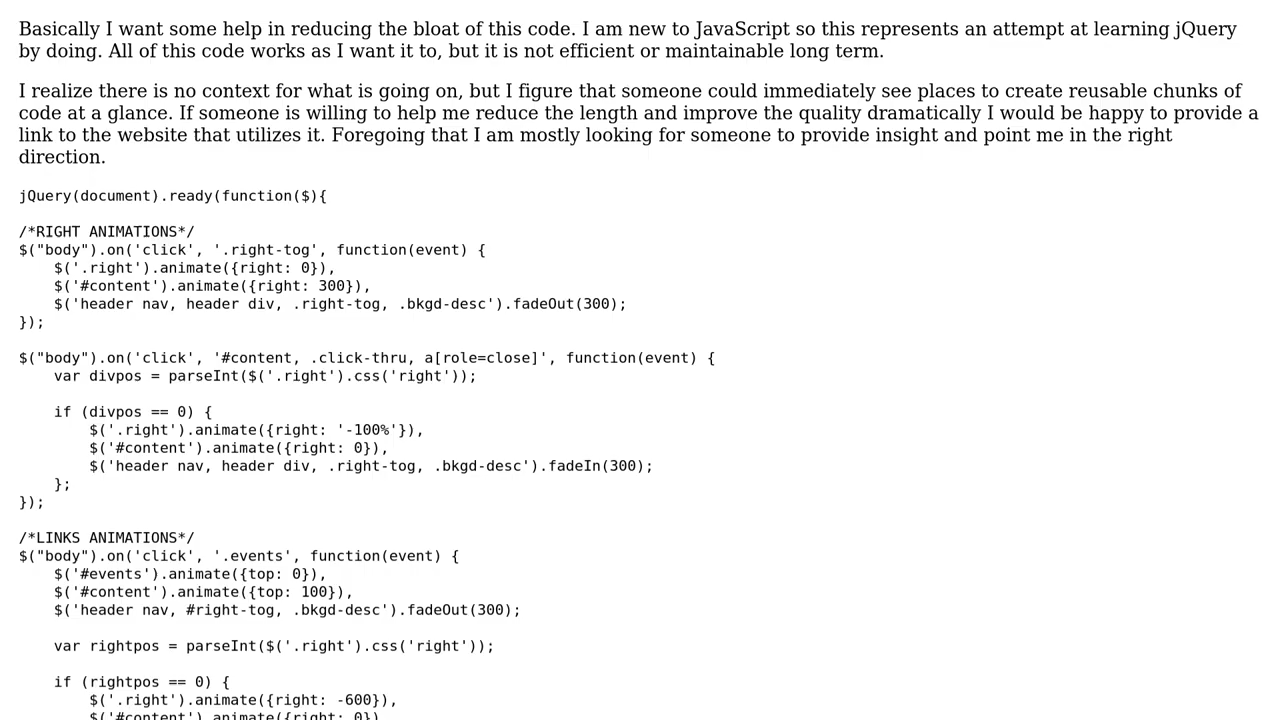 Basically I want some help in reducing the bloat of this code. I am new to JavaScript so this represents an attempt at learning jQuery
by doing. All of this code works as I want it to, but it is not efficient or maintainable long term.
I realize there is no context for what is going on, but I figure that someone could immediately see places to create reusable chunks of
code at a glance. If someone is willing to help me reduce the length and improve the quality dramatically I would be happy to provide a
link to the website that utilizes it. Foregoing that I am mostly looking for someone to provide insight and point me in the right
direction.
jQuery(document).ready(function($){
/*RIGHT ANIMATIONS*/
$("body").on('click', '.right-tog', function(event) {
    $('.right').animate({right: 0}),
    $('#content').animate({right: 300}),
    $('header nav, header div, .right-tog, .bkgd-desc').fadeOut(300);
});
$("body").on('click', '#content, .click-thru, a[role=close]', function(event) {
    var divpos = parseInt($('.right').css('right'));
    if (divpos == 0) {
        $('.right').animate({right: '-100%'}),
        $('#content').animate({right: 0}),
        $('header nav, header div, .right-tog, .bkgd-desc').fadeIn(300);
    };
});
/*LINKS ANIMATIONS*/
$("body").on('click', '.events', function(event) {
    $('#events').animate({top: 0}),
    $('#content').animate({top: 100}),
    $('header nav, #right-tog, .bkgd-desc').fadeOut(300);
    var rightpos = parseInt($('.right').css('right'));
    if (rightpos == 0) {
        $('.right').animate({right: -600}),
        $('#content').animate({right: 0})